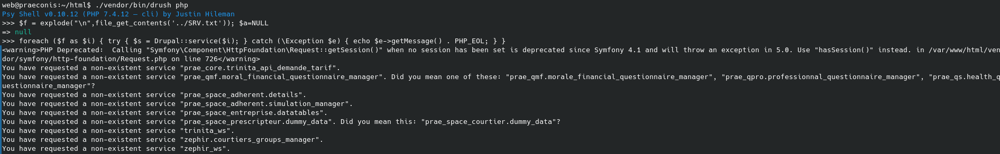 web@praeconis:~/html$ ./vendor/bin/drush php
Psy Shell v0.10.12 (PHP 7.4.12 — cli) by Justin Hileman
>>> $f = explode("\n",file_get_contents('../SRV.txt')); $a=NULL
=> null
>>> foreach ($f as $i) { try { $s = Drupal::service($i); } catch (\Exception $e) { echo $e->getMessage() . PHP_EOL; } }
<warning>PHP Deprecated:  Calling "Symfony\Component\HttpFoundation\Request::getSession()" when no session has been set is deprecated since Symfony 4.1 and will throw an exception in 5.0. Use "hasSession()" instead. in /var/www/html/ven
dor/symfony/http-foundation/Request.php on line 726</warning>
You have requested a non-existent service "prae_core.trinita_api_demande_tarif".
You have requested a non-existent service "prae_qmf.moral_financial_questionnaire_manager". Did you mean one of these: "prae_qmf.morale_financial_questionnaire_manager", "prae_qpro.professionnal_questionnaire_manager", "prae_qs.health_q
uestionnaire_manager"?
You have requested a non-existent service "prae_space_adherent.details".
You have requested a non-existent service "prae_space_adherent.simulation_manager".
You have requested a non-existent service "prae_space_entreprise.datatables".
You have requested a non-existent service "prae_space_prescripteur.dummy_data". Did you mean this: "prae_space_courtier.dummy_data"?
You have requested a non-existent service "trinita_ws".
You have requested a non-existent service "zephir.courtiers_groups_manager".
You have requested a non-existent service "zephir_ws".